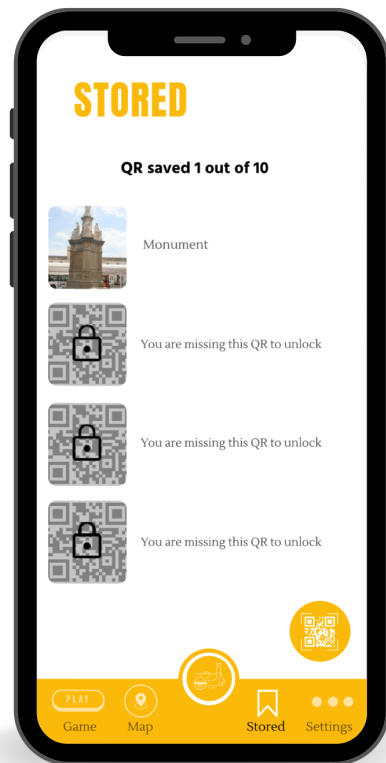 STORED
QR saved 1 out of 10
Monument
You are missing this QR to unlock
You are missing this QR to unlock
You are missing this QR to unlock
PLAY
Game
Map
Stored
Settings